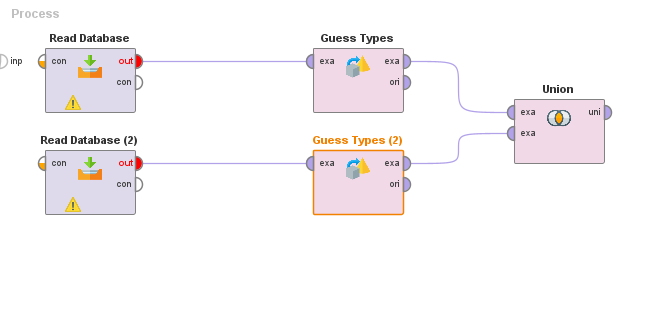 Process
Read Database
Guess Types
inp
con
out
con
exa
exa
ori
Union
exa
uni
exa
Read Database (2)
Guess Types (2)
con
out
con
exa
exa
ori